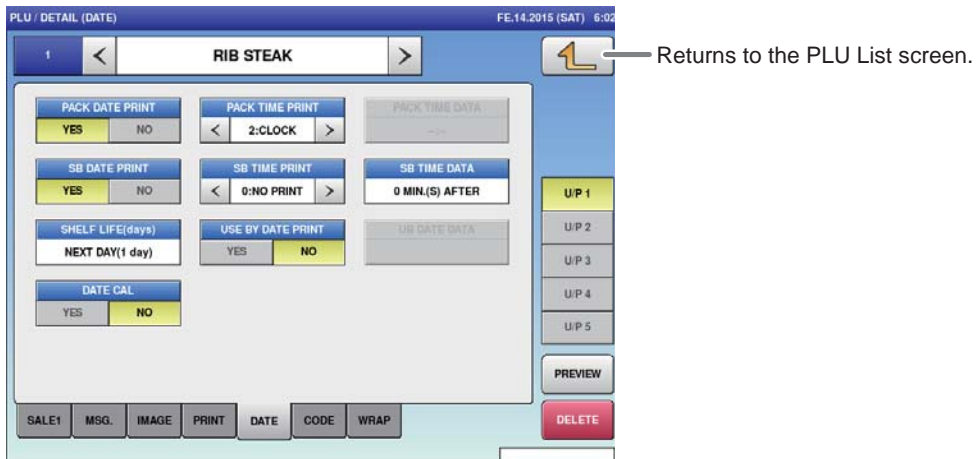 PLU / DETAIL (DATE) FE.14.2015 (SAT) 6:02
1 < RIB STEAK >
Returns to the PLU List screen.
PACK DATE PRINT PACK TIME PRINT PACK TIME DATA
YES NO < 2:CLOCK > --:--
SB DATE PRINT SB TIME PRINT SB TIME DATA
YES NO < 0:NO PRINT > 0 MIN.(S) AFTER
U/P 1
SHELF LIFE(days) USE BY DATE PRINT UB DATE DATA
U/P 2
NEXT DAY(1 day) YES NO
U/P 3
DATE CAL
U/P 4
YES NO
U/P 5
PREVIEW
SALE1 MSG. IMAGE PRINT DATE CODE WRAP DELETE